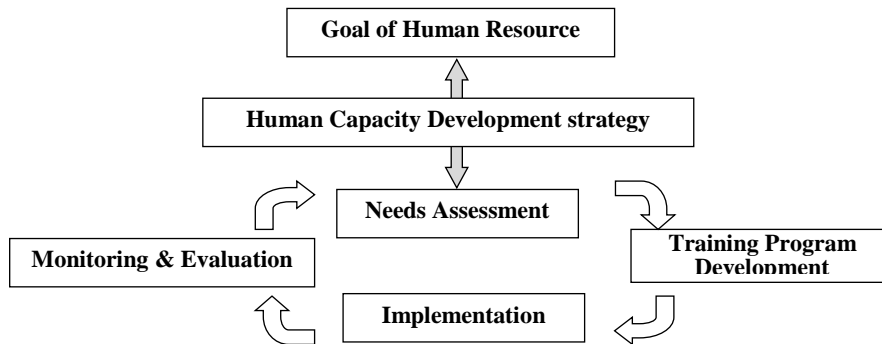 Goal of Human Resource
Human Capacity Development strategy
Needs Assessment
Monitoring & Evaluation
Training Program
Development
Implementation